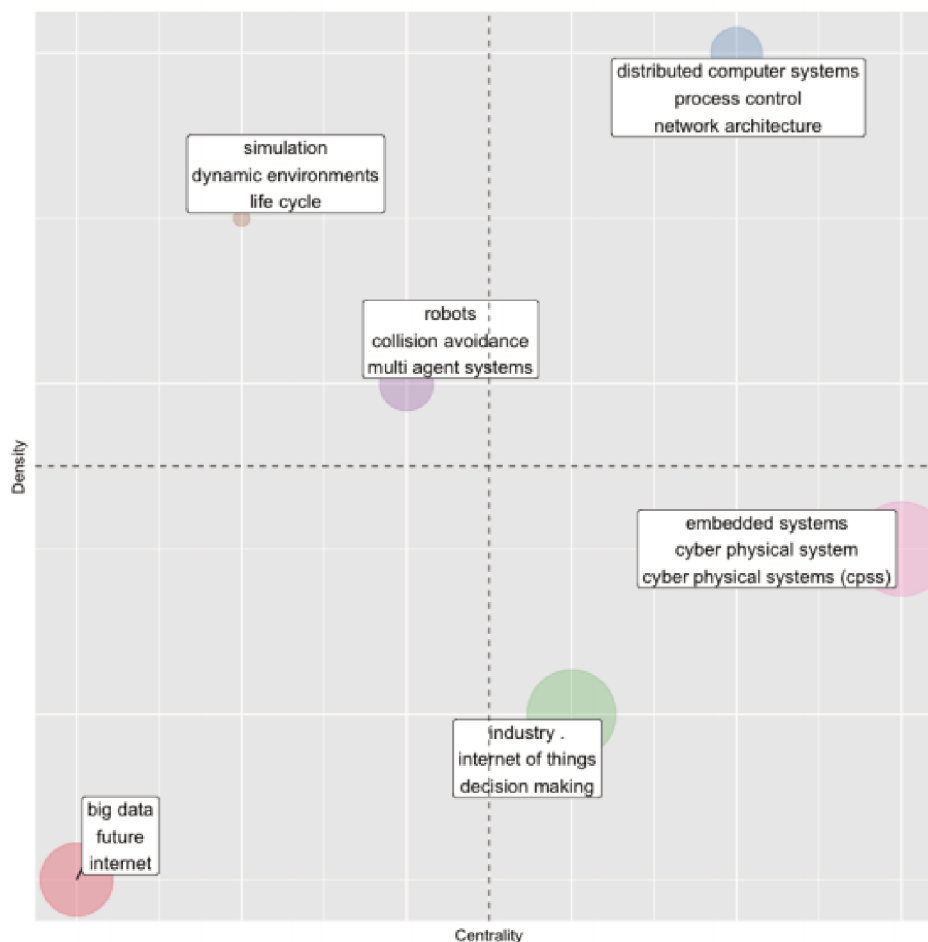 distributed computer systems
process control
network architecture
simulation
dynamic environments
life cycle
robots
collision avoidance
multi agent systems
Density
embedded systems
cyber physical system
cyber physical systems (cpss)
industry .
internet of things
decision making
big data
future
internet
Centrality